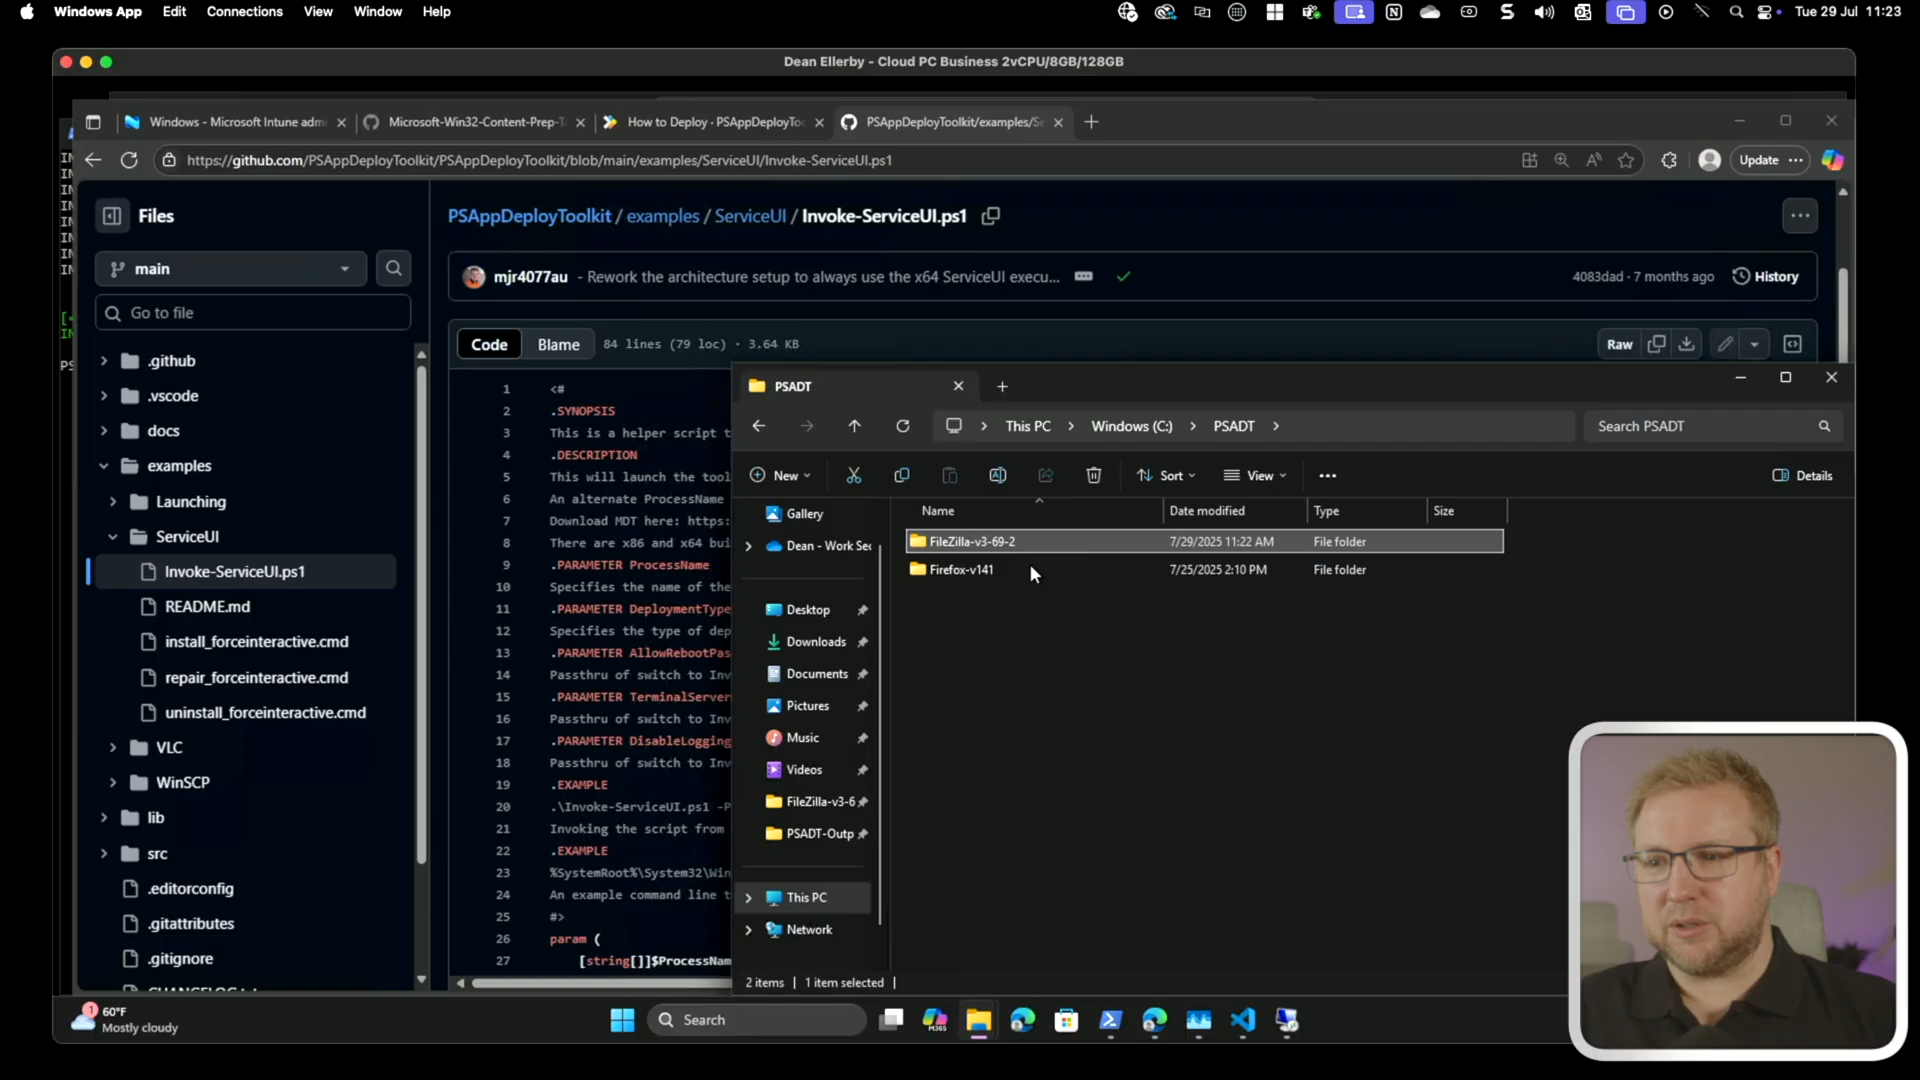 Windows App Edit Connections View Window Help
Tue 29 Jul 11:23
Dean Ellerby - Cloud PC Business 2vCPU/8GB/128GB
Windows - Microsoft Intune admi
Microsoft-Win32-Content-Prep-T
How to Deploy · PSAppDeployToo
PSAppDeployToolkit/examples/Se
https://github.com/PSAppDeployToolkit/PSAppDeployToolkit/blob/main/examples/ServiceUI/Invoke-ServiceUI.ps1
Update
Files
main
Go to file
.github
.vscode
docs
examples
Launching
ServiceUI
Invoke-ServiceUI.ps1
README.md
install_forceinteractive.cmd
repair_forceinteractive.cmd
uninstall_forceinteractive.cmd
VLC
WinSCP
lib
src
.editorconfig
.gitattributes
.gitignore
PSAppDeployToolkit / examples / ServiceUI / Invoke-ServiceUI.ps1
mjr4077au - Rework the architecture setup to always use the x64 ServiceUI execu...
4083dad · 7 months ago
History
Code Blame 84 lines (79 loc) · 3.64 KB
Raw
1 <#
2 .SYNOPSIS
3 This is a helper script t
4 .DESCRIPTION
5 This will launch the tool
6 An alternate ProcessName
7 Download MDT here: https:
8 There are x86 and x64 bui
9 .PARAMETER ProcessName
10 Specifies the name of the
11 .PARAMETER DeploymentType
12 Specifies the type of dep
13 .PARAMETER AllowRebootPas
14 Passthru of switch to Inv
15 .PARAMETER TerminalServer
16 Passthru of switch to Inv
17 .PARAMETER DisableLogging
18 Passthru of switch to Inv
19 .EXAMPLE
20 .\Invoke-ServiceUI.ps1 -P
21 Invoking the script from
22 .EXAMPLE
23 %SystemRoot%\System32\Win
24 An example command line t
25 #>
26 param (
27 [string[]]$ProcessNam
PSADT
This PC > Windows (C:) > PSADT >
Search PSADT
New
Sort
View
Details
Gallery
Dean - Work Sec
Desktop
Downloads
Documents
Pictures
Music
Videos
FileZilla-v3-6
PSADT-Outp
This PC
Network
Name Date modified Type Size
FileZilla-v3-69-2 7/29/2025 11:22 AM File folder
Firefox-v141 7/25/2025 2:10 PM File folder
2 items 1 item selected
1
60°F
Mostly cloudy
Search
M365